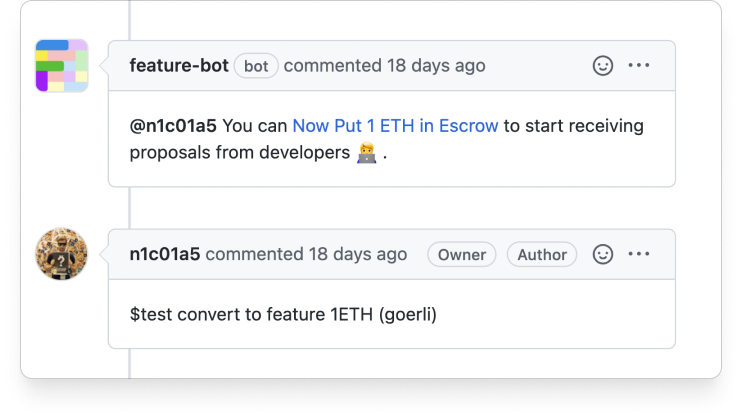 feature-bot bot commented 18 days ago
@n1c01a5 You can Now Put 1 ETH in Escrow to start receiving
proposals from developers 👨‍💻 .
n1c01a5 commented 18 days ago Owner Author
$test convert to feature 1ETH (goerli)